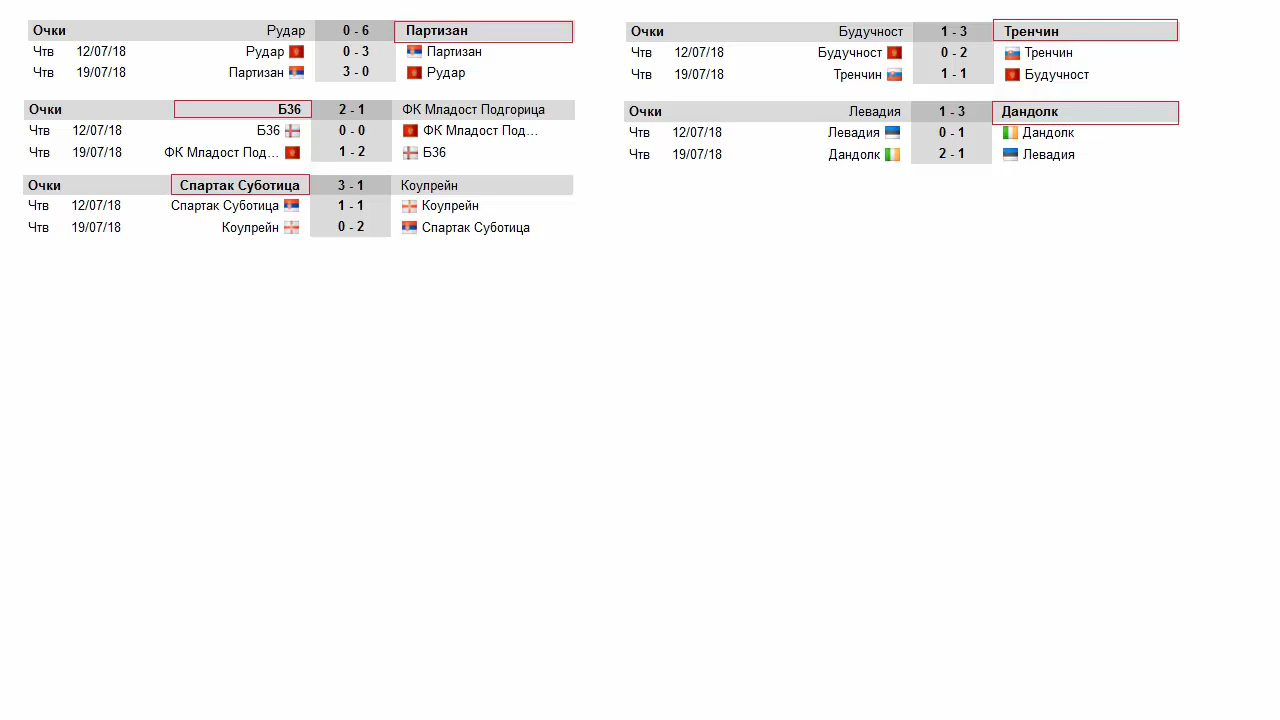 Очки Рудар 0 - 6 Партизан
Чтв 12/07/18 Рудар 0 - 3 Партизан
Чтв 19/07/18 Партизан 3 - 0 Рудар
Очки Б36 2 - 1 ФК Младост Подгорица
Чтв 12/07/18 Б36 0 - 0 ФК Младост Под...
Чтв 19/07/18 ФК Младост Под... 1 - 2 Б36
Очки Спартак Суботица 3 - 1 Коулрейн
Чтв 12/07/18 Спартак Суботица 1 - 1 Коулрейн
Чтв 19/07/18 Коулрейн 0 - 2 Спартак Суботица
Очки Будучност 1 - 3 Тренчин
Чтв 12/07/18 Будучност 0 - 2 Тренчин
Чтв 19/07/18 Тренчин 1 - 1 Будучност
Очки Левадия 1 - 3 Дандолк
Чтв 12/07/18 Левадия 0 - 1 Дандолк
Чтв 19/07/18 Дандолк 2 - 1 Левадия